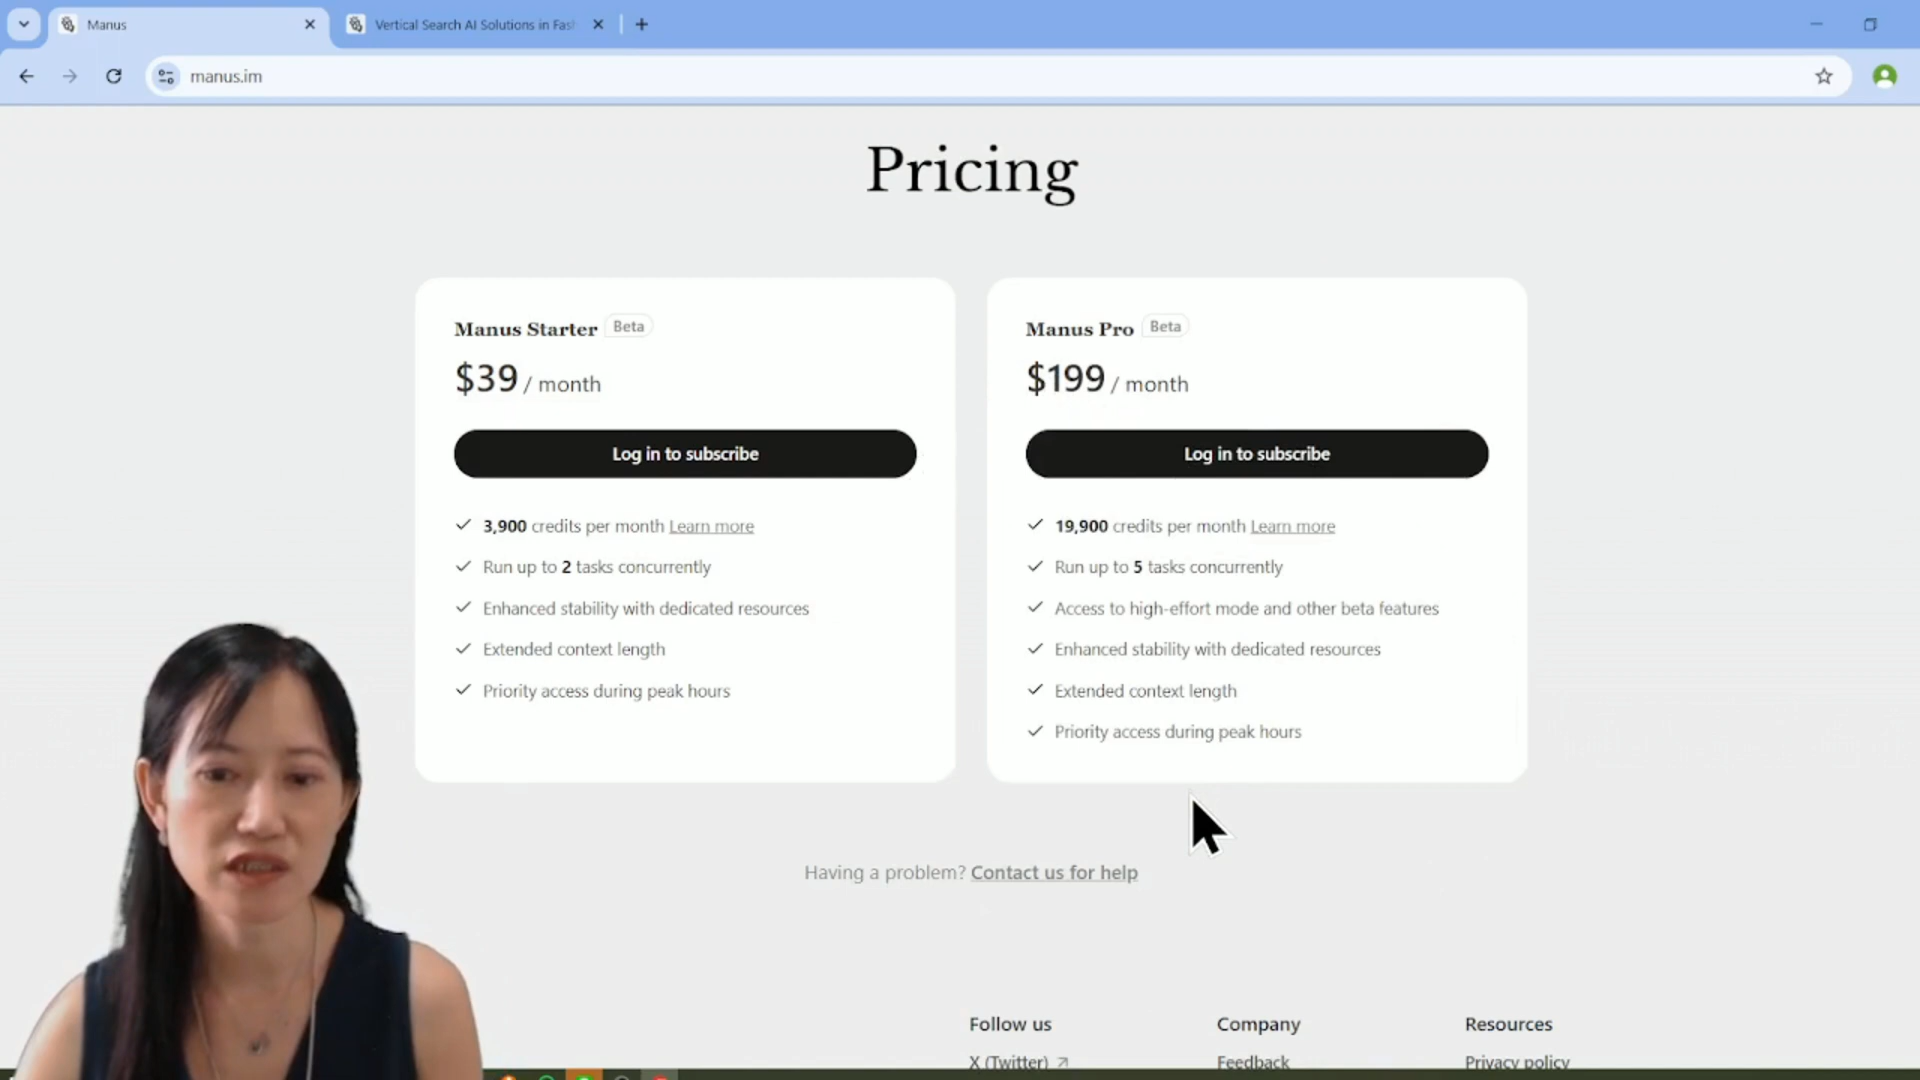 Manus
Vertical Search AI Solutions in Fas
manus.im
Pricing
Manus Starter Beta
$39 / month
Log in to subscribe
3,900 credits per month Learn more
Run up to 2 tasks concurrently
Enhanced stability with dedicated resources
Extended context length
Priority access during peak hours
Manus Pro Beta
$199 / month
Log in to subscribe
19,900 credits per month Learn more
Run up to 5 tasks concurrently
Access to high-effort mode and other beta features
Enhanced stability with dedicated resources
Extended context length
Priority access during peak hours
Having a problem? Contact us for help
Follow us
X (Twitter)
Company
Feedback
Resources
Privacy policy